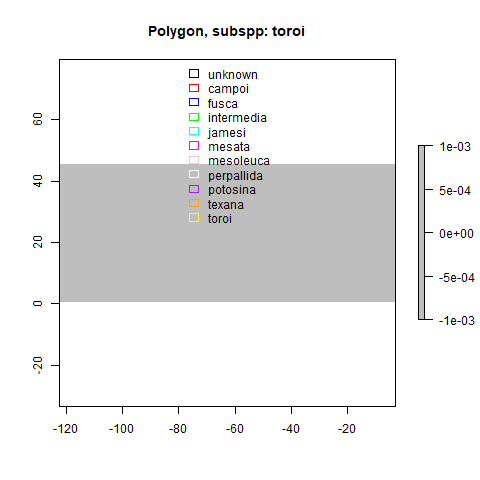 Polygon, subspp: toroi
unknown
campoi
fusca
intermedia
jamesi
mesata
mesoleuca
perpallida
potosina
texana
toroi
60
40
20
0
-20
-120
-100
-80
-60
-40
-20
1e-03
5e-04
0e+00
-5e-04
-1e-03